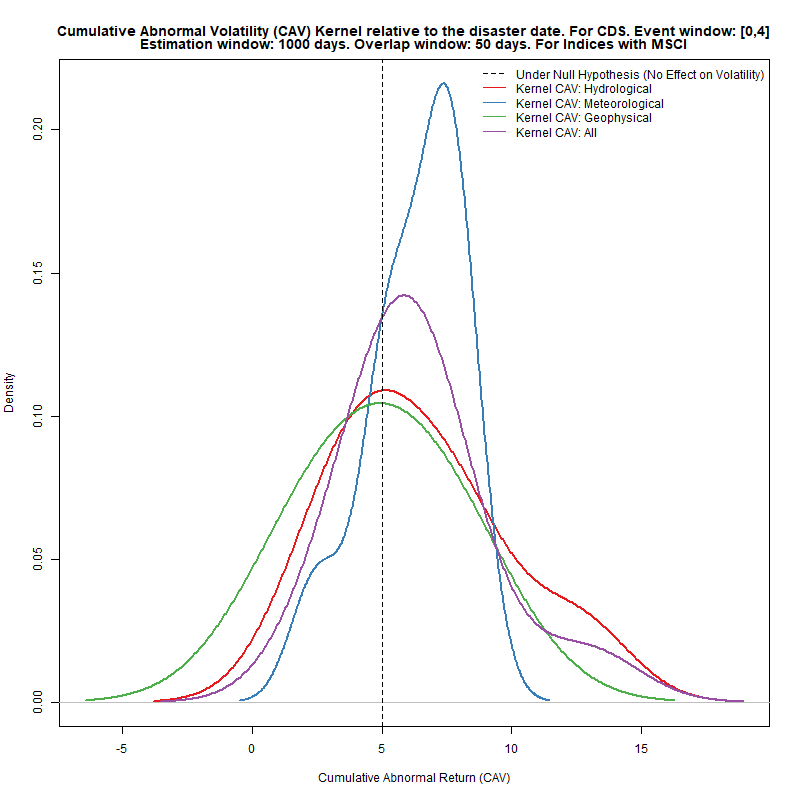 Cumulative Abnormal Volatility (CAV) Kernel relative to the disaster date. For CDS. Event window: [0,4]
Estimation window: 1000 days. Overlap window: 50 days. For Indices with MSCI
Under Null Hypothesis (No Effect on Volatility)
Kernel CAV: Hydrological
Kernel CAV: Meteorological
Kernel CAV: Geophysical
Kernel CAV: All
0.20
0.15
0.10
0.05
0.00
Density
-5 0 5 10 15
Cumulative Abnormal Return (CAV)